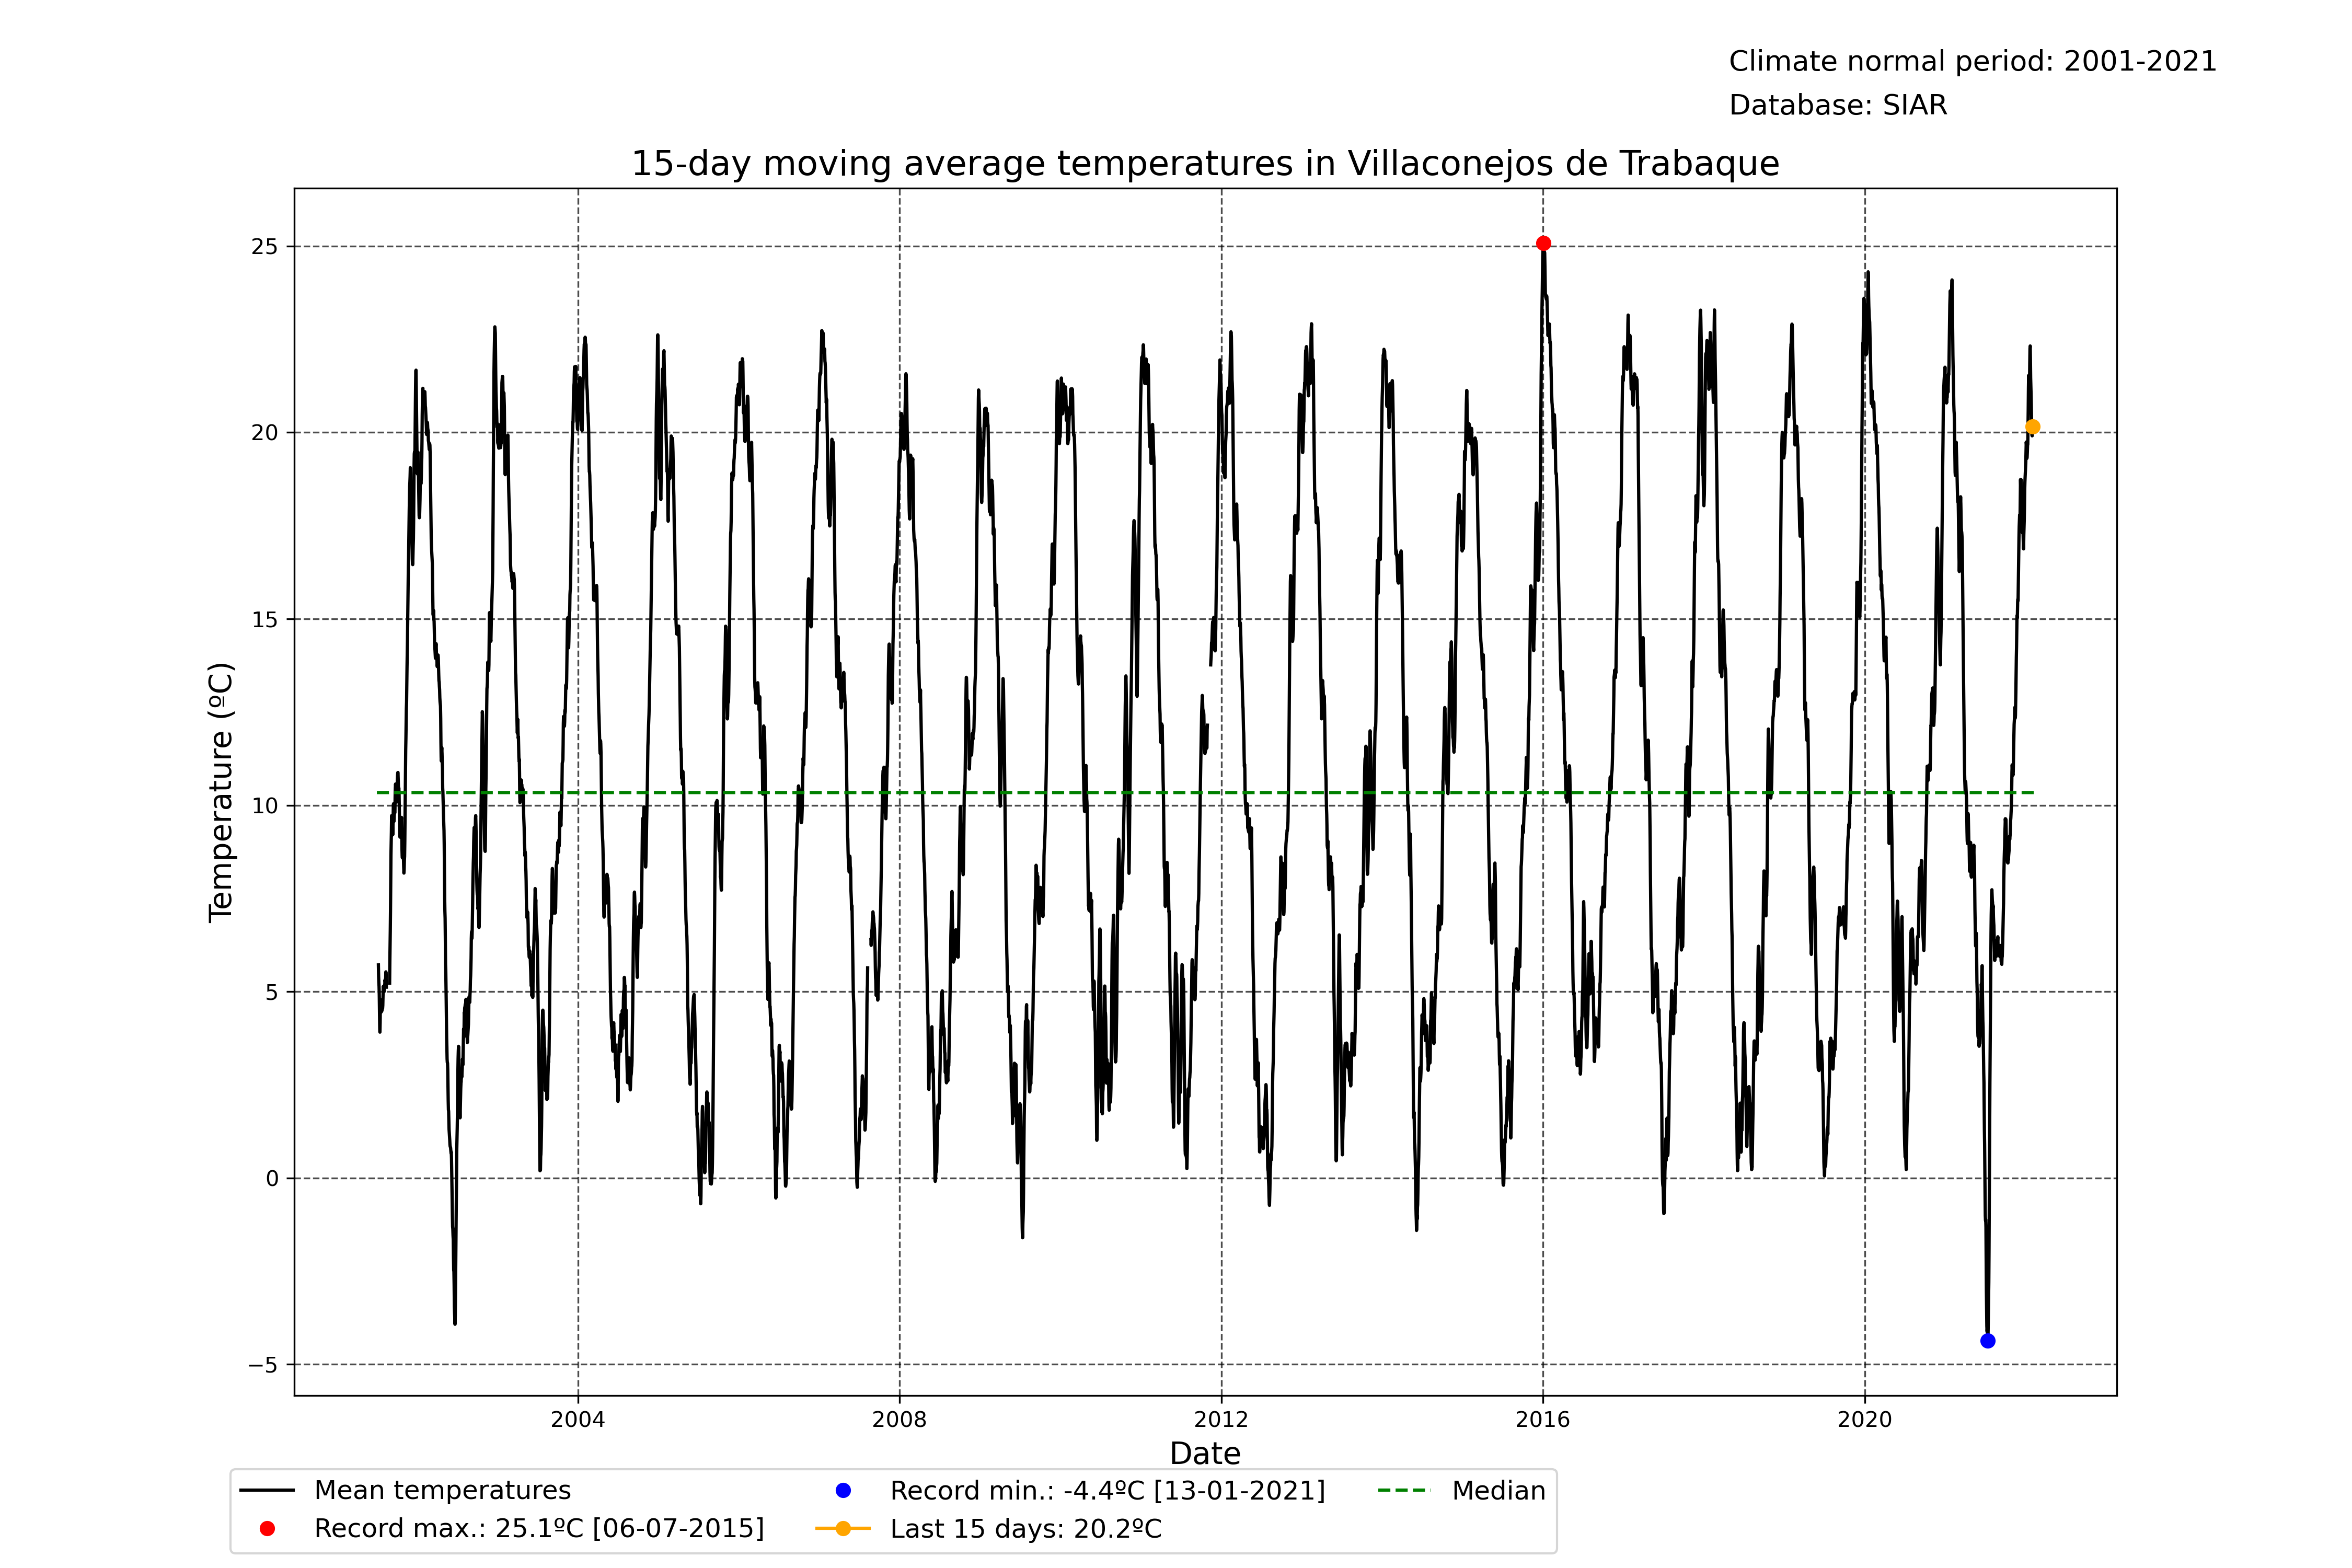 Climate normal period: 2001-2021
Database: SIAR
15-day moving average temperatures in Villaconejos de Trabaque
25
20
15
10
5
0
−5
Temperature (ºC)
2004 2008 2012 2016 2020
Date
Mean temperatures
Record max.: 25.1ºC [06-07-2015]
Record min.: -4.4ºC [13-01-2021]
Last 15 days: 20.2ºC
Median